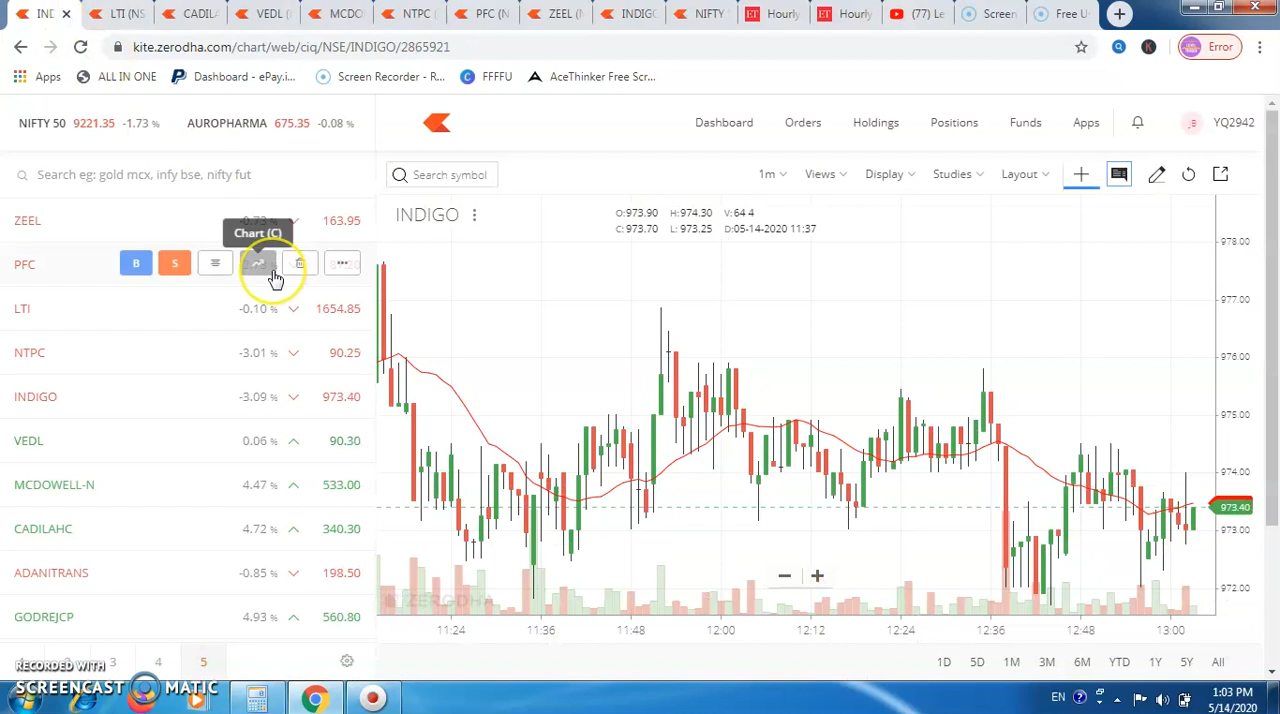 IND
LTI (NS
CADIL
VEDL (
MCDO
PFC (N
ZEEL (
INDIG
NIFTY
Hourly
Hourly
(77) Le
Screen
Free U
kite.zerodha.com/chart/web/ciq/NSE/INDIGO/2865921
Error
Apps
ALL IN ONE
Dashboard - ePay.i...
Screen Recorder - R...
FFFFU
AceThinker Free Scr...
NIFTY 50 9221.35 -1.73 %
AUROPHARMA 675.35 -0.08 %
Dashboard
Orders
Holdings
Positions
Funds
Apps
YQ2942
Search eg: gold mcx, infy bse, nifty fut
Search symbol
1m
Views
Display
Studies
Layout
ZEEL -0.73 % 163.95
Chart (C)
PFC B S
LTI -0.10 % 1654.85
NTPC -3.01 % 90.25
INDIGO -3.09 % 973.40
VEDL 0.06 % 90.30
MCDOWELL-N 4.47 % 533.00
CADILAHC 4.72 % 340.30
ADANITRANS -0.85 % 198.50
GODREJCP 4.93 % 560.80
3 4 5
INDIGO
O:973.90 H:974.30 V:64 4
C:973.70 L:973.25 D:05-14-2020 11:37
978.00
977.00
976.00
975.00
974.00
973.40
973.00
972.00
ZERODHA
11:24 11:36 11:48 12:00 12:12 12:24 12:36 12:48 13:00
1D 5D 1M 3M 6M YTD 1Y 5Y All
RECORDED WITH
SCREENCAST MATIC
EN
1:03 PM
5/14/2020